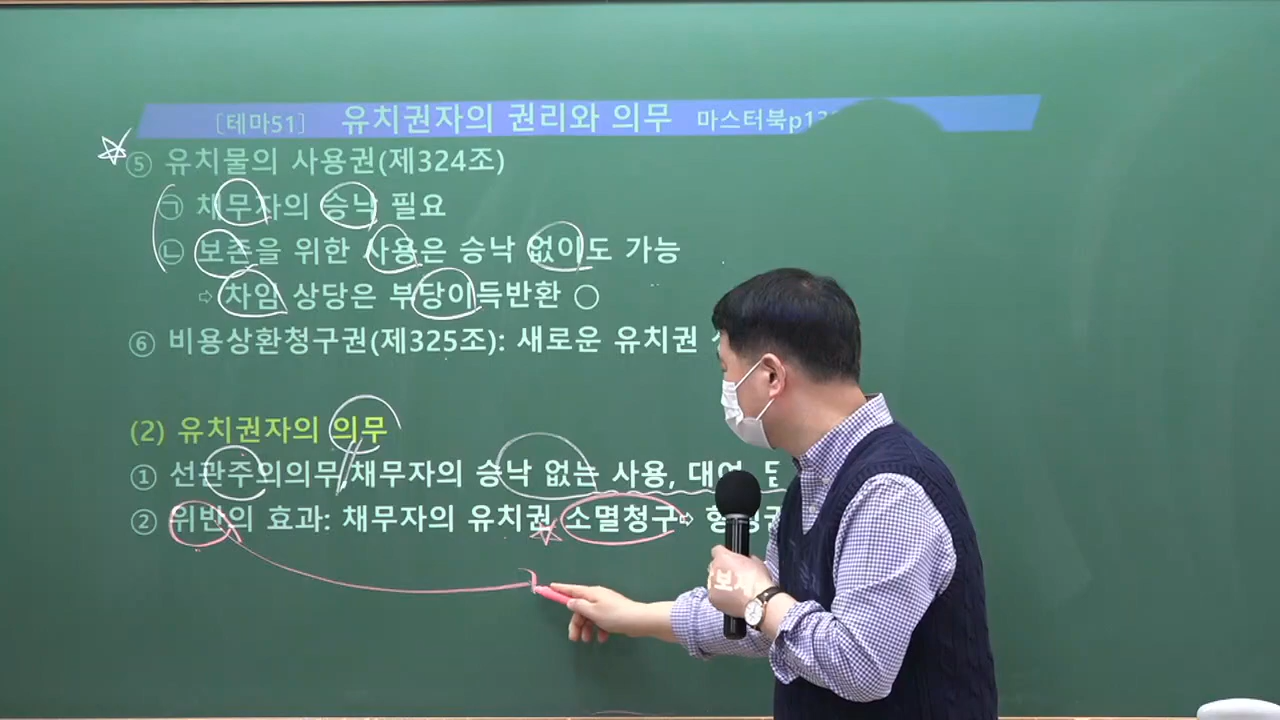 [테마51] 유치권자의 권리와 의무 마스터북p13
⑤ 유치물의 사용권(제324조)
㉠ 채무자의 승낙 필요
㉡ 보존을 위한 사용은 승낙 없이도 가능
⇨ 차임 상당은 부당이득반환 ○
⑥ 비용상환청구권(제325조): 새로운 유치권
(2) 유치권자의 의무
① 선관주의의무/채무자의 승낙 없는 사용, 대여,
② 위반의 효과: 채무자의 유치권 소멸청구⇨